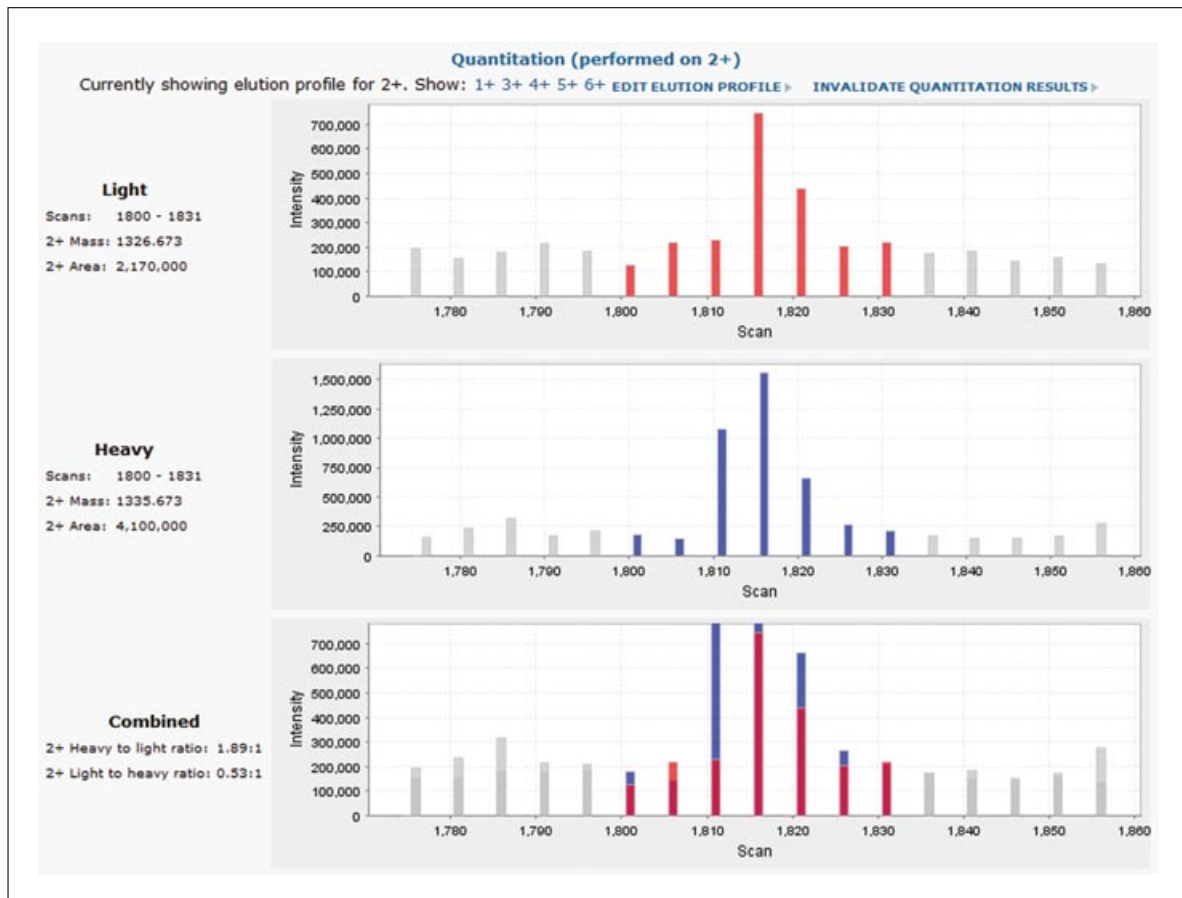 Quantitation (performed on 2+)
Currently showing elution profile for 2+. Show: 1+ 3+ 4+ 5+ 6+ EDIT ELUTION PROFILE INVALIDATE QUANTITATION RESULTS
Light
Scans: 1800 - 1831
2+ Mass: 1326.673
2+ Area: 2,170,000
Intensity
700,000
600,000
500,000
400,000
300,000
200,000
100,000
0
1,780 1,790 1,800 1,810 1,820 1,830 1,840 1,850 1,860
Scan
Heavy
Scans: 1800 - 1831
2+ Mass: 1335.673
2+ Area: 4,100,000
Intensity
1,500,000
1,250,000
1,000,000
750,000
500,000
250,000
0
1,780 1,790 1,800 1,810 1,820 1,830 1,840 1,850 1,860
Scan
Combined
2+ Heavy to light ratio: 1.89:1
2+ Light to heavy ratio: 0.53:1
Intensity
700,000
600,000
500,000
400,000
300,000
200,000
100,000
0
1,780 1,790 1,800 1,810 1,820 1,830 1,840 1,850 1,860
Scan